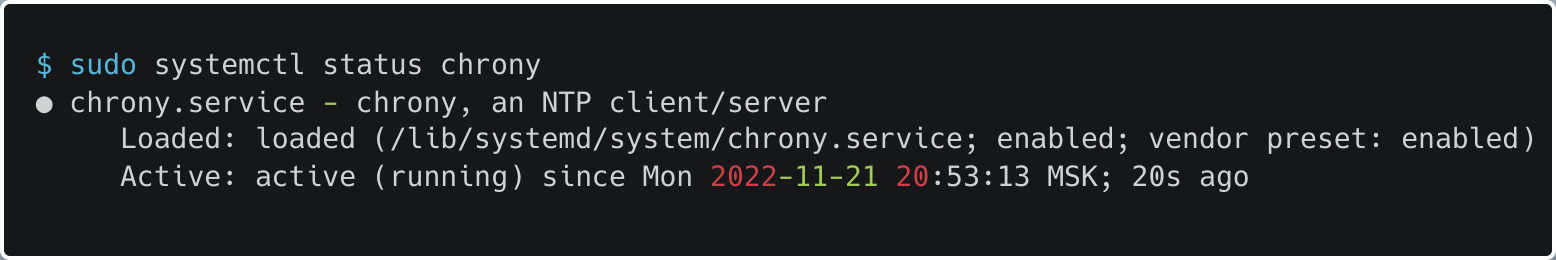 $ sudo systemctl status chrony
● chrony.service - chrony, an NTP client/server
Loaded: loaded (/lib/systemd/system/chrony.service; enabled; vendor preset: enabled)
Active: active (running) since Mon 2022-11-21 20:53:13 MSK; 20s ago